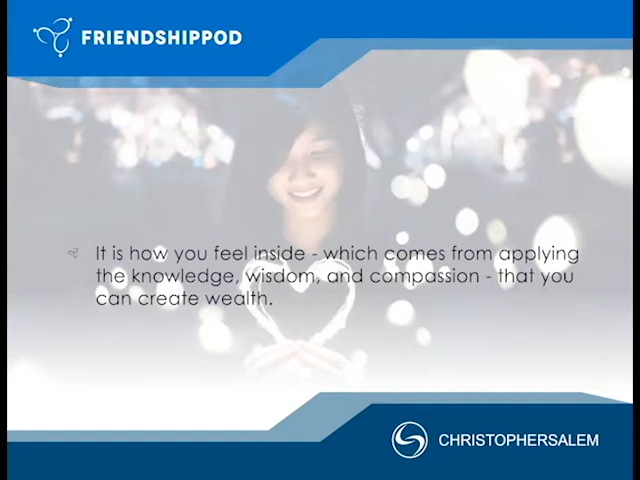 FRIENDSHIPPOD
It is how you feel inside - which comes from applying
the knowledge, wisdom, and compassion - that you
can create wealth.
CHRISTOPHERSALEM